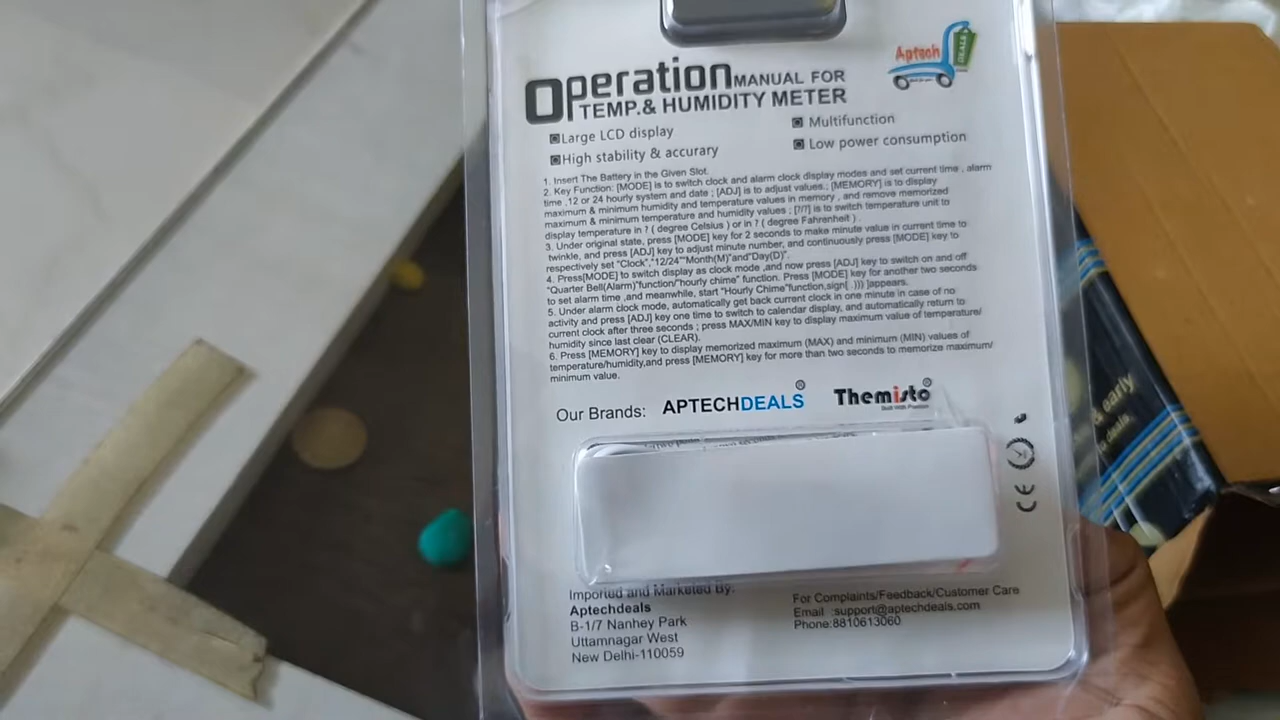 Aptech
DEALS
Operation MANUAL FOR
TEMP.& HUMIDITY METER
Large LCD display
Multifunction
High stability & accurary
Low power consumption
1. Insert The Battery in the Given Slot.
2. Key Function: [MODE] is to switch clock and alarm clock display modes and set current time , alarm
time ,12 or 24 hourly system and date ; [ADJ] is to adjust values ; [MEMORY] is to display
maximum & minimum humidity and temperature values in memory , and remove memorized
maximum & minimum temperature and humidity values ; [?/?] is to switch temperature unit to
display temperature in ? ( degree Celsius ) or in ? ( degree Fahrenheit ) .
3. Under original state, press [MODE] key for 2 seconds to make minute value in current time to
twinkle, and press [ADJ] key to adjust minute number, and continuously press [MODE] key to
respectively set "Clock","12/24""Month(M)"and"Day(D)".
4. Press[MODE] to switch display as clock mode ,and now press [ADJ] key to switch on and off
"Quarter Bell(Alarm)"function/"hourly chime" function. Press [MODE] key for another two seconds
to set alarm time ,and meanwhile, start "Hourly Chime"function,sign[ .))) ]appears.
5. Under alarm clock mode, automatically get back current clock in one minute in case of no
activity and press [ADJ] key one time to switch to calendar display, and automatically return to
current clock after three seconds ; press MAX/MIN key to display maximum value of temperature/
humidity since last clear (CLEAR).
6. Press [MEMORY] key to display memorized maximum (MAX) and minimum (MIN) values of
temperature/humidity,and press [MEMORY] key for more than two seconds to memorize maximum/
minimum value.
Our Brands: APTECHDEALS® Themisto®
Built With Passion
CE
Imported and Marketed By:
Aptechdeals
B-1/7 Nanhey Park
Uttamnagar West
New Delhi-110059
For Complaints/Feedback/Customer Care
Email :support@aptechdeals.com
Phone:8810613060
& early
deals.